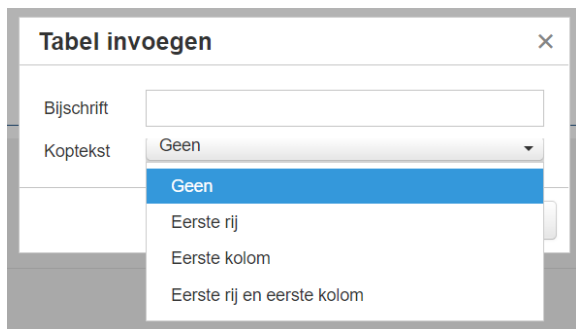 Tabel invoegen ×
Bijschrift
Koptekst Geen
Geen
Eerste rij
Eerste kolom
Eerste rij en eerste kolom